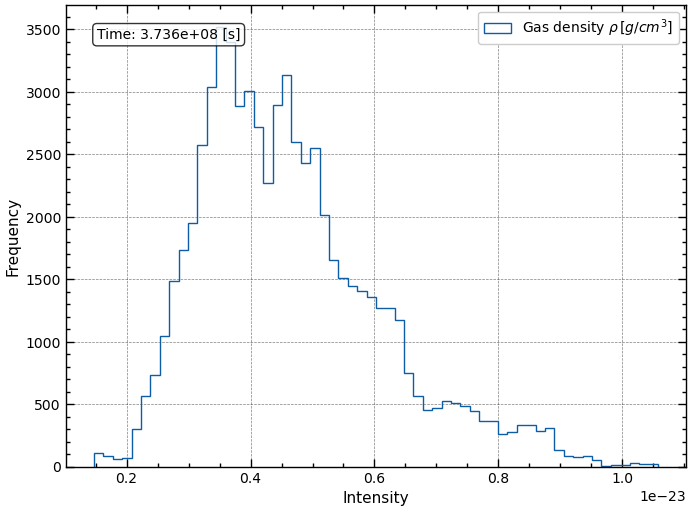 Time: 3.736e+08 [s]
Gas density ρ [g/cm³]
3500
3000
2500
2000
1500
1000
500
0
Frequency
0.2 0.4 0.6 0.8 1.0
1e−23
Intensity